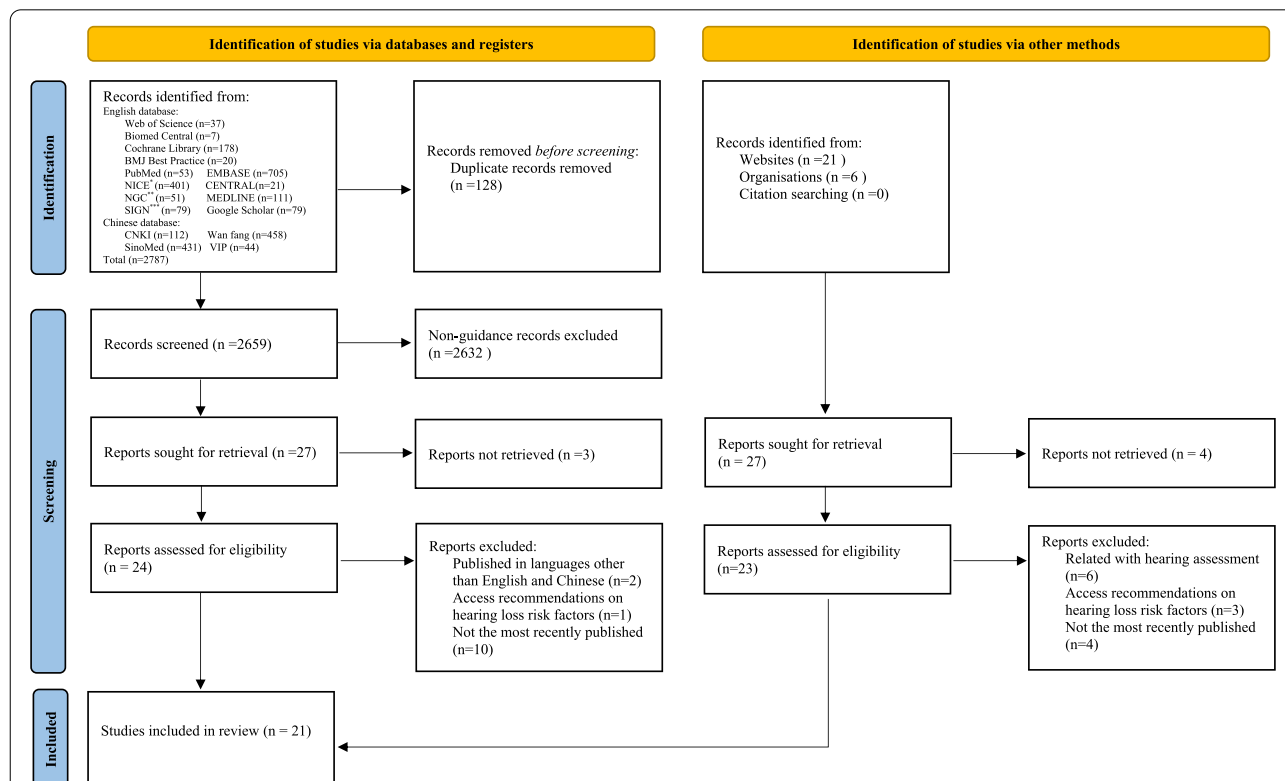 Identification of studies via databases and registers
Identification of studies via other methods
Identification
Records identified from:
English database:
Web of Science (n=37)
Biomed Central (n=7)
Cochrane Library (n=178)
BMJ Best Practice (n=20)
PubMed (n=53) EMBASE (n=705)
NICE* (n=401) CENTRAL(n=21)
NGC** (n=51) MEDLINE (n=111)
SIGN*** (n=79) Google Scholar (n=79)
Chinese database:
CNKI (n=112) Wan fang (n=458)
SinoMed (n=431) VIP (n=44)
Total (n=2787)
Records removed before screening:
Duplicate records removed
(n =128)
Records identified from:
Websites (n =21 )
Organisations (n =6 )
Citation searching (n =0)
Screening
Records screened (n =2659)
Non-guidance records excluded
(n =2632 )
Reports sought for retrieval (n =27)
Reports not retrieved (n =3)
Reports sought for retrieval
(n = 27)
Reports not retrieved (n = 4)
Reports assessed for eligibility
(n = 24)
Reports excluded:
Published in languages other
than English and Chinese (n=2)
Access recommendations on
hearing loss risk factors (n=1)
Not the most recently published
(n=10)
Reports assessed for eligibility
(n=23)
Reports excluded:
Related with hearing assessment
(n=6)
Access recommendations on
hearing loss risk factors (n=3)
Not the most recently published
(n=4)
Included
Studies included in review (n = 21)